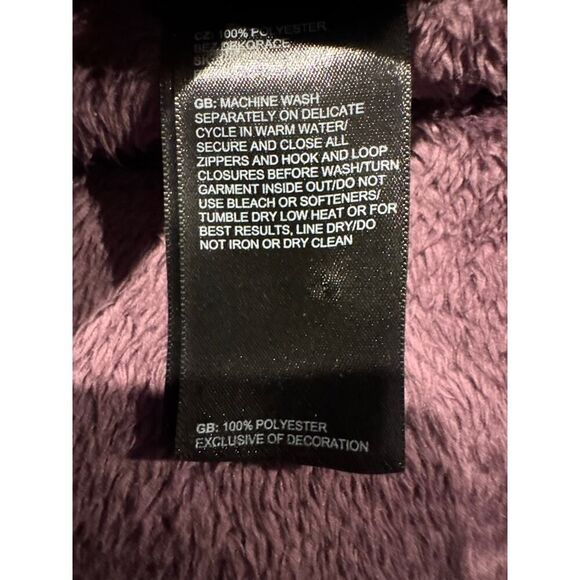 CZ: 100% POLYESTER
BEZ DEKORACE
GB: MACHINE WASH
SEPARATELY ON DELICATE
CYCLE IN WARM WATER/
SECURE AND CLOSE ALL
ZIPPERS AND HOOK AND LOOP
CLOSURES BEFORE WASH/TURN
GARMENT INSIDE OUT/DO NOT
USE BLEACH OR SOFTENERS/
TUMBLE DRY LOW HEAT OR FOR
BEST RESULTS, LINE DRY/DO
NOT IRON OR DRY CLEAN
GB: 100% POLYESTER
EXCLUSIVE OF DECORATION